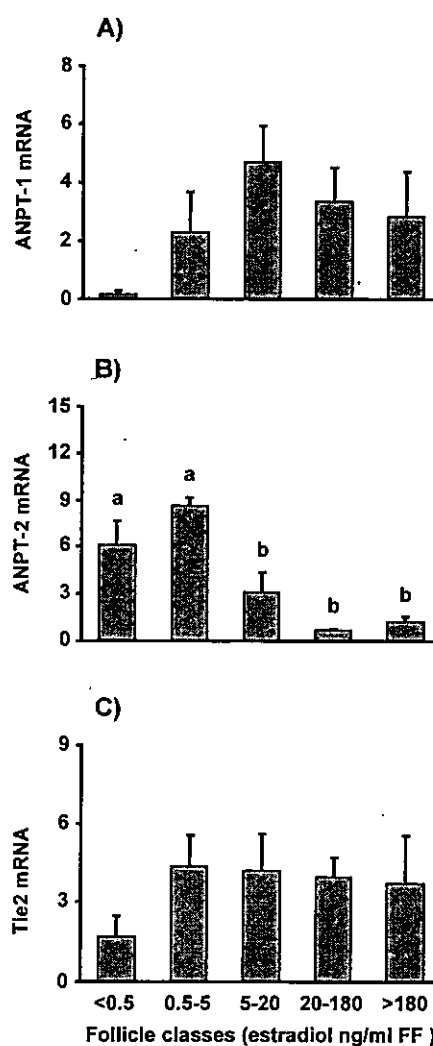 A)
ANPT-1 mRNA
8
6
4
2
0
B)
ANPT-2 mRNA
15
12
9
6
3
0
a
a
b
b
b
C)
Tie2 mRNA
9
6
3
0
<0.5 0.5-5 5-20 20-180 >180
Follicle classes (estradiol ng/ml FF )